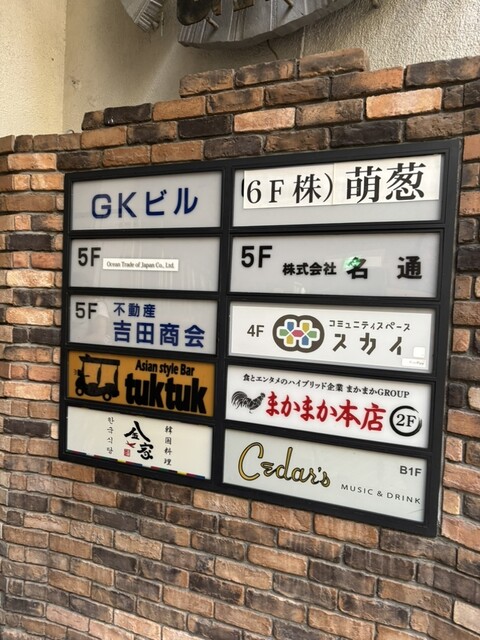 GKビル
(6F株) 萌葱
5F
Ocean Trade of Japan Co., Ltd.
5F
株式会社 名通
5F
不動産
吉田商会
4F
コミュニティスペース
スカイ
Asian style Bar
tuktuk
食とエンタメのハイブリッド企業 まかまかGROUP
まかまか本店
2F
한국식당
韓国料理
Cedar's
B1F
MUSIC & DRINK